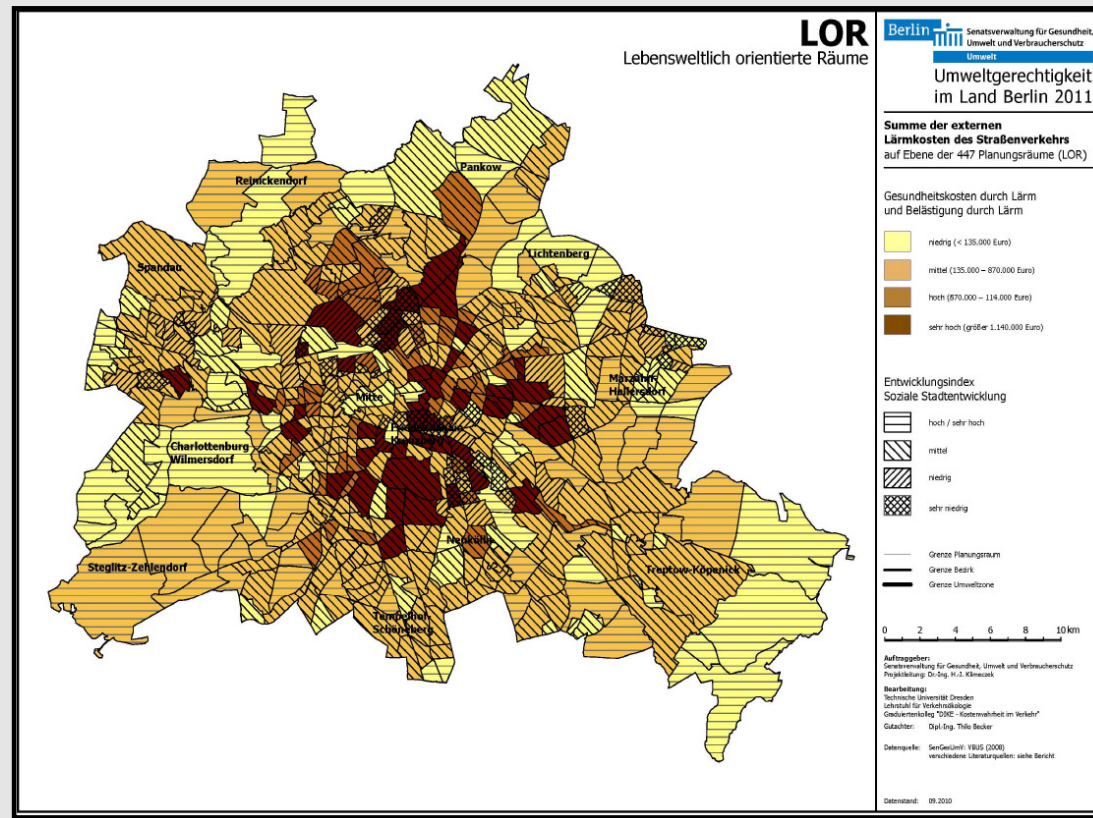 LOR
Lebensweltlich orientierte Räume
Reinickendorf
Pankow
Lichtenberg
Spandau
Marzahn-
Hellersdorf
Mitte
Charlottenburg
Wilmersdorf
Neukölln
Steglitz-Zehlendorf
Treptow-Köpenick
Tempelhof-
Schöneberg
Berlin
Senatsverwaltung für Gesundheit,
Umwelt und Verbraucherschutz
Umwelt
Umweltgerechtigkeit
im Land Berlin 2011
Summe der externen
Lärmkosten des Straßenverkehrs
auf Ebene der 447 Planungsräume (LOR)
Gesundheitskosten durch Lärm
und Belästigung durch Lärm
niedrig (< 135.000 Euro)
mittel (135.000 – 870.000 Euro)
hoch (870.000 – 114.000 Euro)
sehr hoch (größer 1.140.000 Euro)
Entwicklungsindex
Soziale Stadtentwicklung
hoch / sehr hoch
mittel
niedrig
sehr niedrig
Grenze Planungsraum
Grenze Bezirk
Grenze Umweltzone
0 2 4 6 8 10 km
Auftraggeber:
Senatsverwaltung für Gesundheit, Umwelt und Verbraucherschutz
Projektleitung: Dr.-Ing. H.-J. Klimeczek
Bearbeitung:
Technische Universität Dresden
Lehrstuhl für Verkehrsökologie
Graduiertenkolleg "DIKE - Kostenwahrheit im Verkehr"
Gutachter: Dipl.-Ing. Thilo Becker
Datenquelle: SenGesUmV: VBUS (2008)
verschiedene Literaturquellen: siehe Bericht
Datenstand: 09.2010